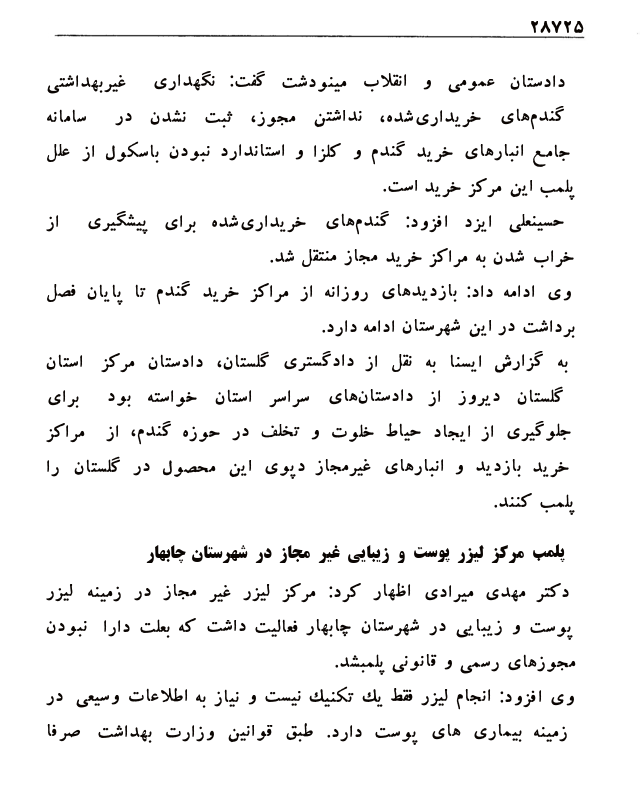 ۲۸۷۲۵
دادستان عمومی و انقلاب مینودشت گفت: نگهداری غیربهداشتی
گندم‌های خریداری‌شده، نداشتن مجوز، ثبت نشدن در سامانه
جامع انبارهای خرید گندم و کلزا و استاندارد نبودن باسکول از علل
پلمب این مرکز خرید است.
حسینعلی ایزد افزود: گندم‌های خریداری‌شده برای پیشگیری از
خراب شدن به مراکز خرید مجاز منتقل شد.
وی ادامه داد: بازدیدهای روزانه از مراکز خرید گندم تا پایان فصل
برداشت در این شهرستان ادامه دارد.
به گزارش ایسنا به نقل از دادگستری گلستان، دادستان مرکز استان
گلستان دیروز از دادستان‌های سراسر استان خواسته بود برای
جلوگیری از ایجاد حیاط خلوت و تخلف در حوزه گندم، از مراکز
خرید بازدید و انبارهای غیرمجاز دپوی این محصول در گلستان را
پلمب کنند.
پلمب مرکز لیزر پوست و زیبایی غیر مجاز در شهرستان چابهار
دکتر مهدی میرادی اظهار کرد: مرکز لیزر غیر مجاز در زمینه لیزر
پوست و زیبایی در شهرستان چابهار فعالیت داشت که بعلت دارا نبودن
مجوزهای رسمی و قانونی پلمبشد.
وی افزود: انجام لیزر فقط یك تکنیك نیست و نیاز به اطلاعات وسیعی در
زمینه بیماری های پوست دارد. طبق قوانین وزارت بهداشت صرفا